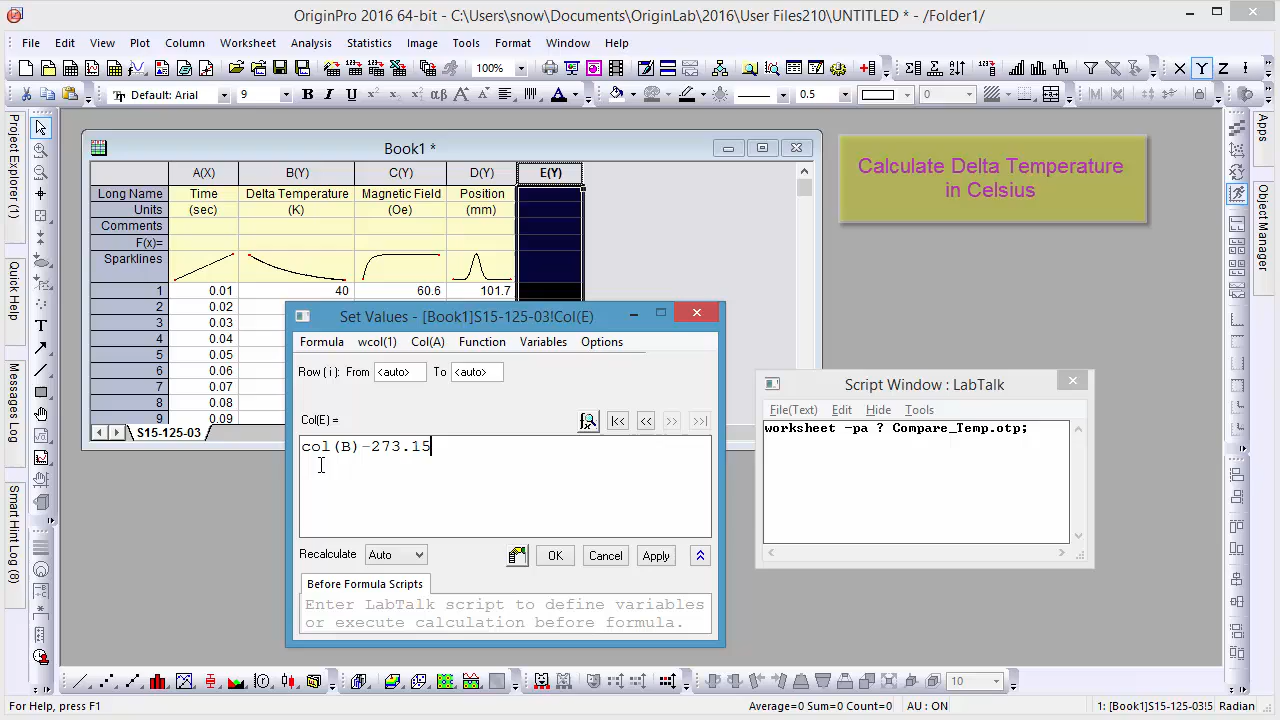 OriginPro 2016 64-bit - C:\Users\snow\Documents\OriginLab\2016\User Files210\UNTITLED * - /Folder1/
File Edit View Plot Column Worksheet Analysis Statistics Image Tools Format Window Help
100%
X Y Z
Default: Arial 9 B I U 0.5 0
Project Explorer (1)
Quick Help
Messages Log
Smart Hint Log (8)
Apps
Object Manager
Book1 *
A(X) B(Y) C(Y) D(Y) E(Y)
Long Name Time Delta Temperature Magnetic Field Position
Units (sec) (K) (Oe) (mm)
Comments
F(x)=
Sparklines
1 0.01 40 60.6 101.7
2 0.02
3 0.03
4 0.04
5 0.05
6 0.06
7 0.07
8 0.08
9 0.09
S15-125-03
Calculate Delta Temperature
in Celsius
Set Values - [Book1]S15-125-03!Col(E)
Formula wcol(1) Col(A) Function Variables Options
Row ( i ): From <auto> To <auto>
Col(E) =
col(B)-273.15
Recalculate Auto OK Cancel Apply
Before Formula Scripts
Enter LabTalk script to define variables
or execute calculation before formula.
Script Window : LabTalk
File(Text) Edit Hide Tools
worksheet -pa ? Compare_Temp.otp;
10
For Help, press F1
Average=0 Sum=0 Count=0 AU : ON 1: [Book1]S15-125-03!5 Radian